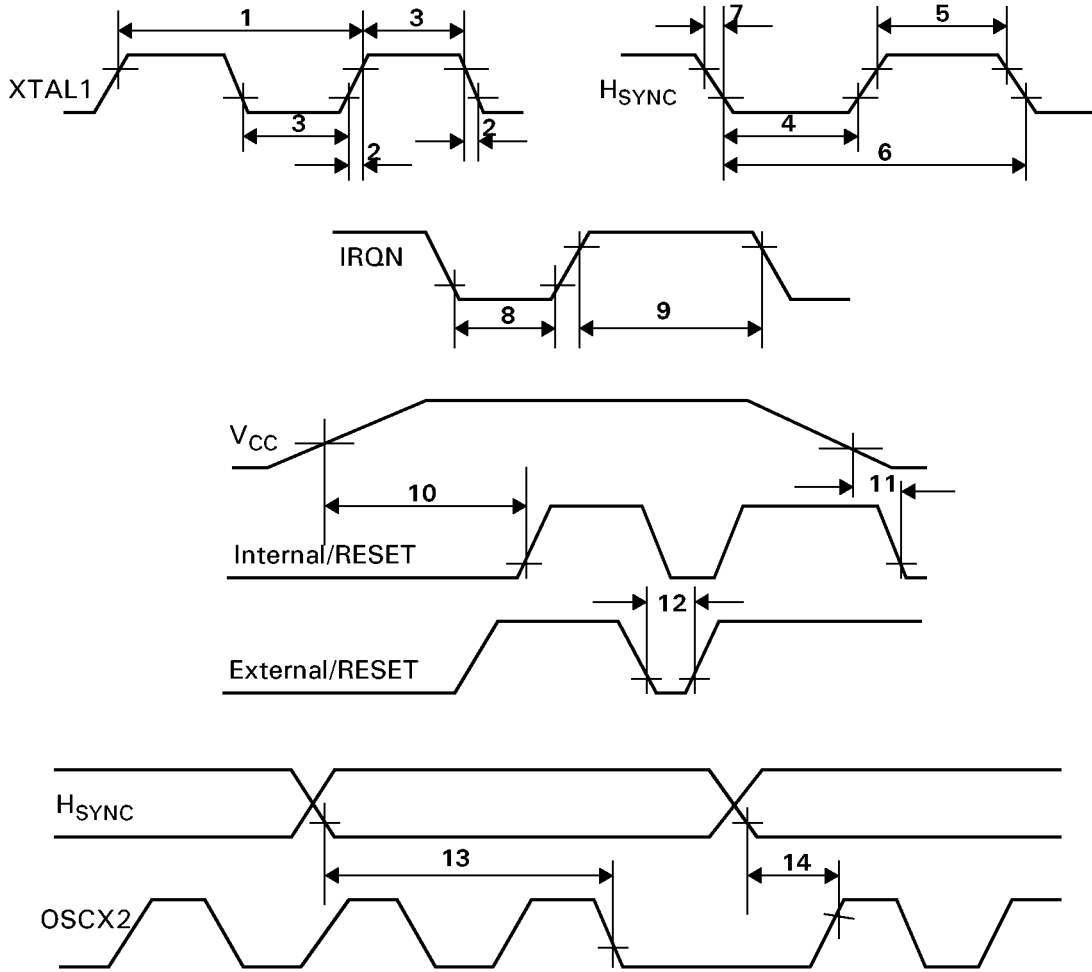 1
3
7
5
XTAL1
HSYNC
3
2
2
4
6
IRQN
8
9
VCC
10
11
Internal/RESET
12
External/RESET
HSYNC
13
14
OSCX2